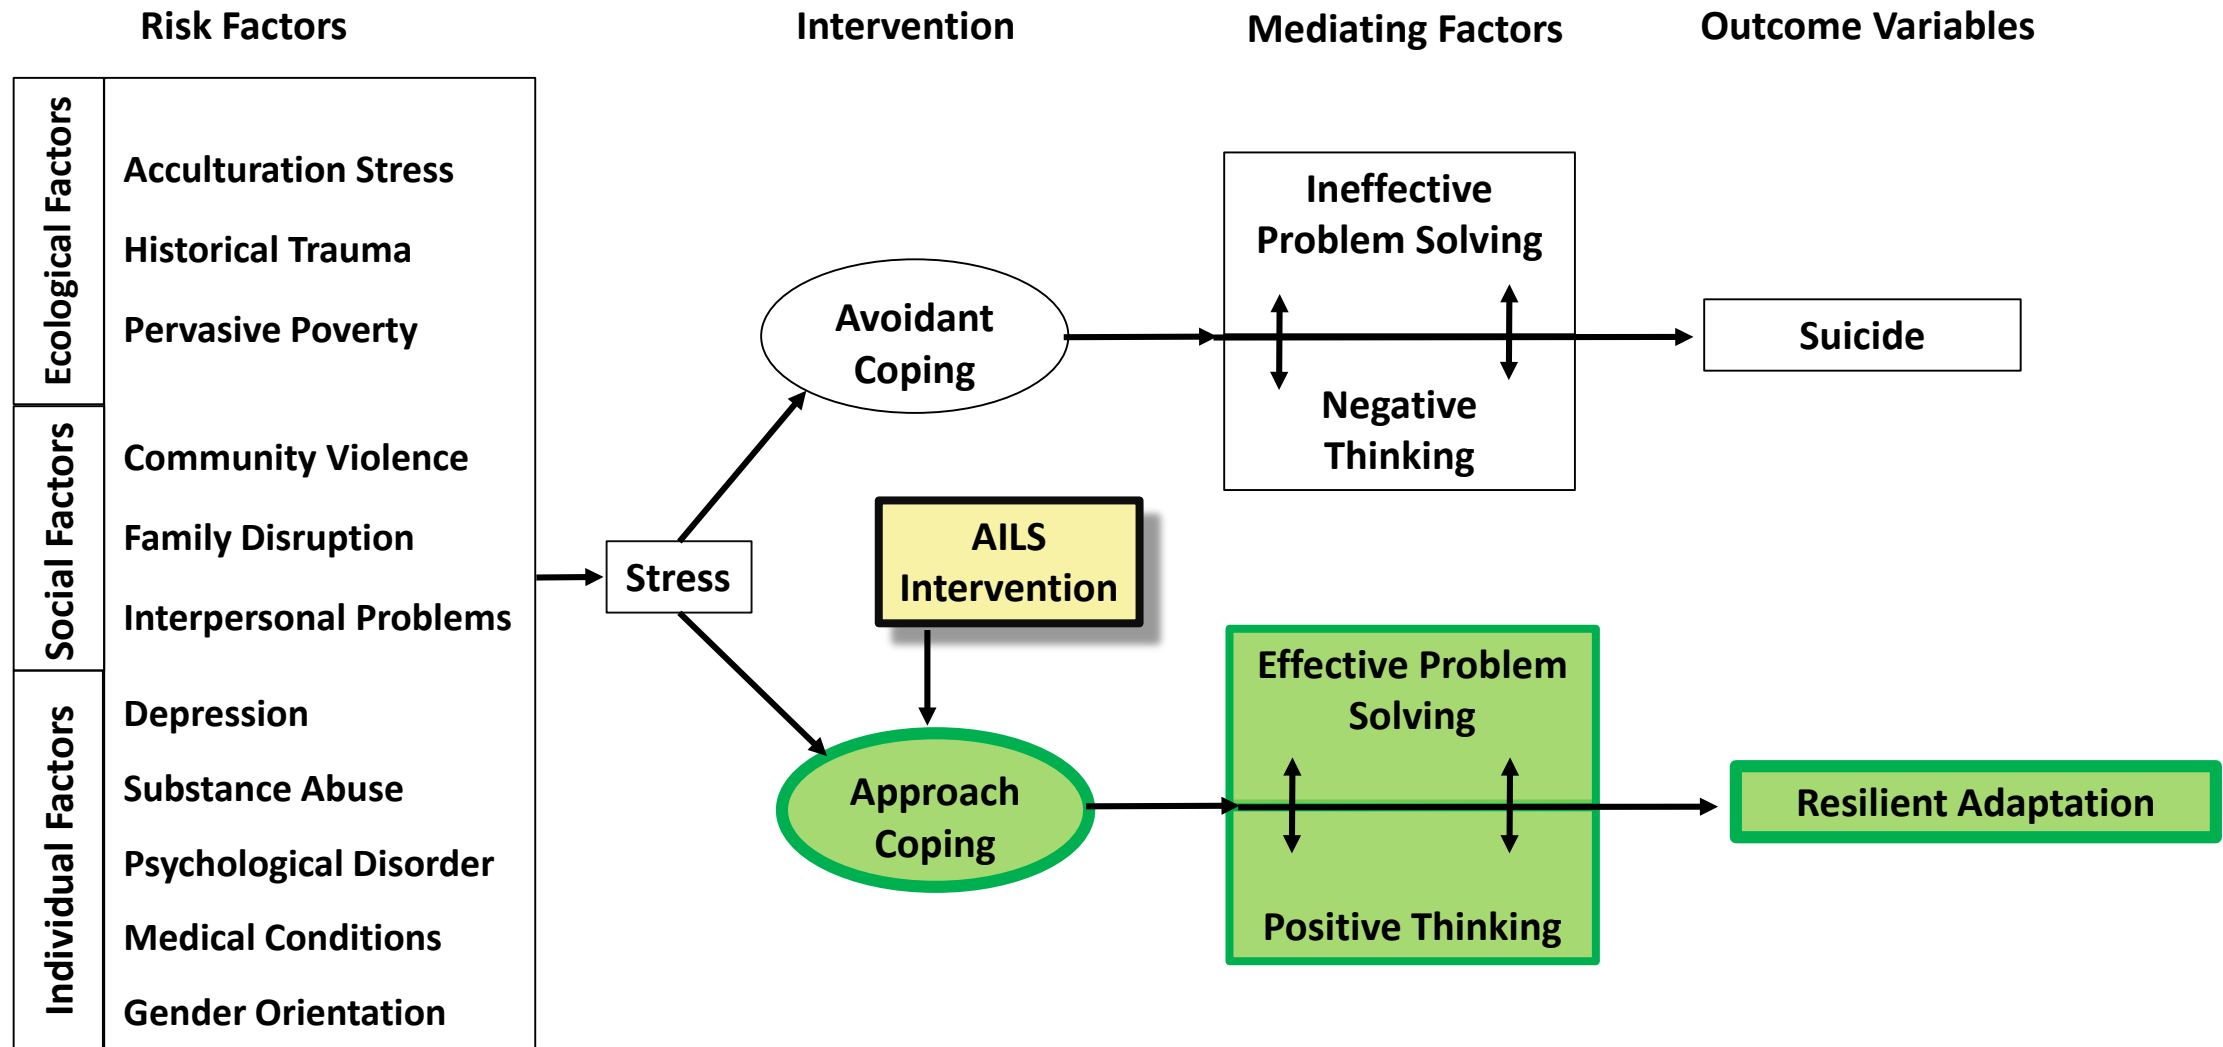 Risk Factors
Intervention
Mediating Factors
Outcome Variables
Ecological Factors
Acculturation Stress
Historical Trauma
Pervasive Poverty
Social Factors
Community Violence
Family Disruption
Interpersonal Problems
Individual Factors
Depression
Substance Abuse
Psychological Disorder
Medical Conditions
Gender Orientation
Stress
Avoidant
Coping
AILS
Intervention
Approach
Coping
Ineffective
Problem Solving
Negative
Thinking
Effective Problem
Solving
Positive Thinking
Suicide
Resilient Adaptation